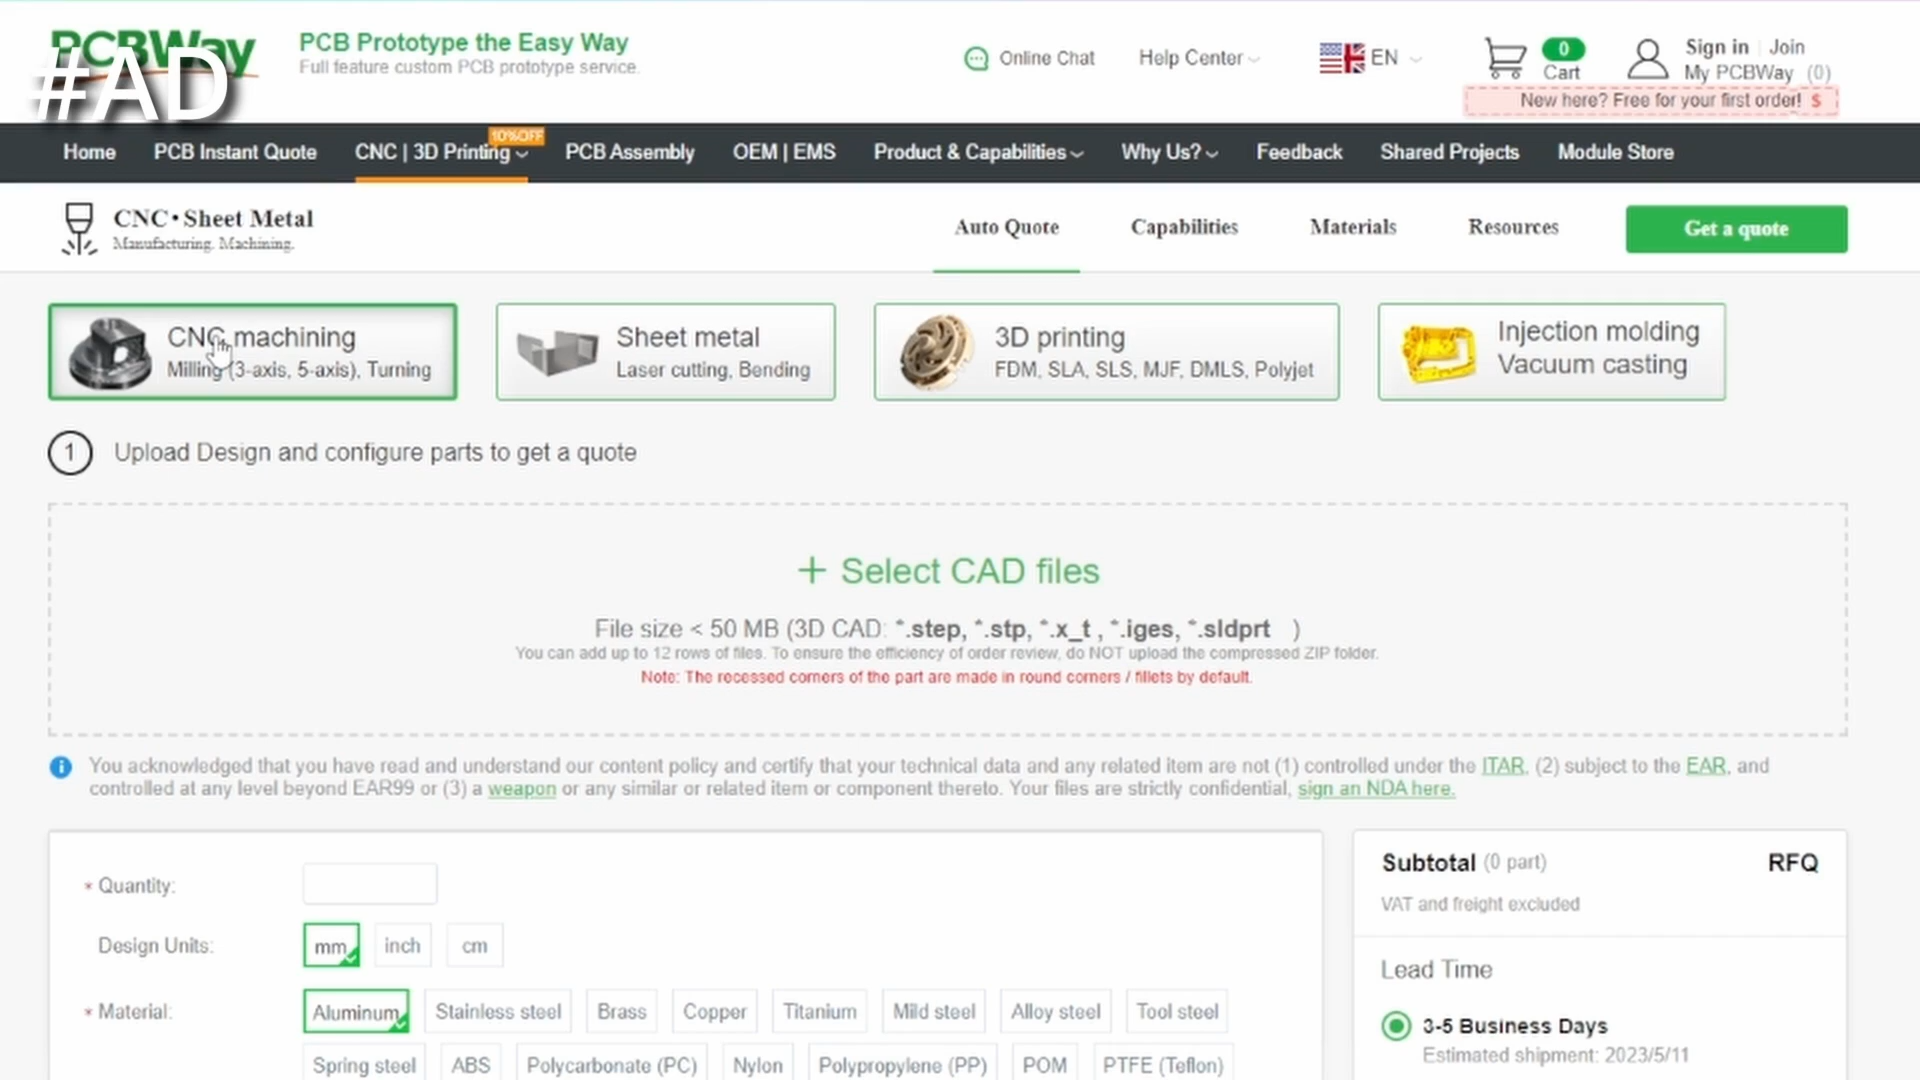 PCBWay
#AD
PCB Prototype the Easy Way
Full feature custom PCB prototype service.
Online Chat
Help Center
EN
0
Cart
Sign in | Join
My PCBWay (0)
New here? Free for your first order! $
Home
PCB Instant Quote
CNC | 3D Printing
10%OFF
PCB Assembly
OEM | EMS
Product & Capabilities
Why Us?
Feedback
Shared Projects
Module Store
CNC·Sheet Metal
Manufacturing. Machining.
Auto Quote
Capabilities
Materials
Resources
Get a quote
CNC machining
Milling (3-axis, 5-axis), Turning
Sheet metal
Laser cutting, Bending
3D printing
FDM, SLA, SLS, MJF, DMLS, Polyjet
Injection molding
Vacuum casting
1 Upload Design and configure parts to get a quote
+ Select CAD files
File size < 50 MB (3D CAD: *.step, *.stp, *.x_t , *.iges, *.sldprt )
You can add up to 12 rows of files. To ensure the efficiency of order review, do NOT upload the compressed ZIP folder.
Note: The recessed corners of the part are made in round corners / fillets by default.
You acknowledged that you have read and understand our content policy and certify that your technical data and any related item are not (1) controlled under the ITAR, (2) subject to the EAR, and
controlled at any level beyond EAR99 or (3) a weapon or any similar or related item or component thereto. Your files are strictly confidential, sign an NDA here.
* Quantity:
Design Units: mm inch cm
* Material: Aluminum Stainless steel Brass Copper Titanium Mild steel Alloy steel Tool steel
Spring steel ABS Polycarbonate (PC) Nylon Polypropylene (PP) POM PTFE (Teflon)
Subtotal (0 part) RFQ
VAT and freight excluded
Lead Time
3-5 Business Days
Estimated shipment: 2023/5/11